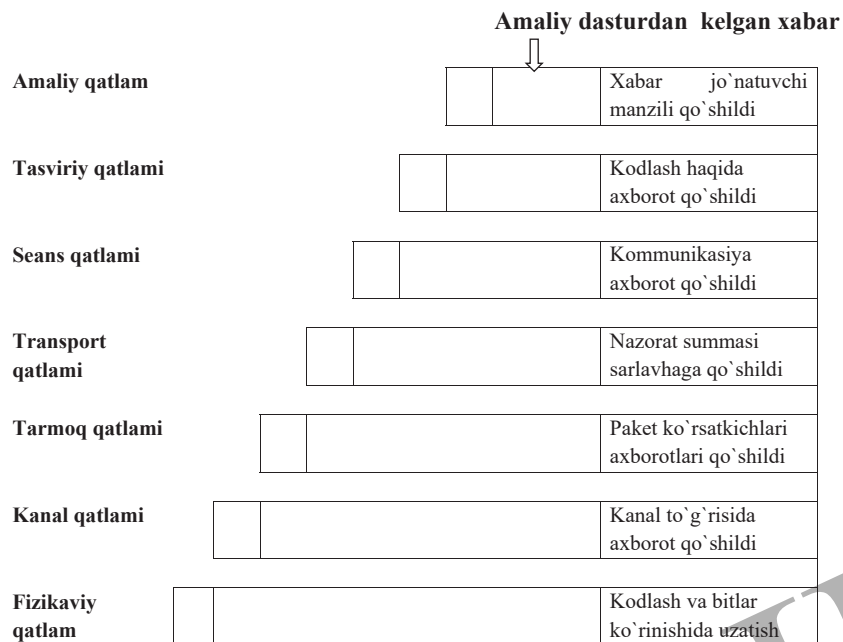 Amaliy dasturdan kelgan xabar
Amaliy qatlam
Xabar jo`natuvchi
manzili qo`shildi
Tasviriy qatlami
Kodlash haqida
axborot qo`shildi
Seans qatlami
Kommunikasiya
axborot qo`shildi
Transport
qatlami
Nazorat summasi
sarlavhaga qo`shildi
Tarmoq qatlami
Paket ko`rsatkichlari
axborotlari qo`shildi
Kanal qatlami
Kanal to`g`risida
axborot qo`shildi
Fizikaviy
qatlam
Kodlash va bitlar
ko`rinishida uzatish